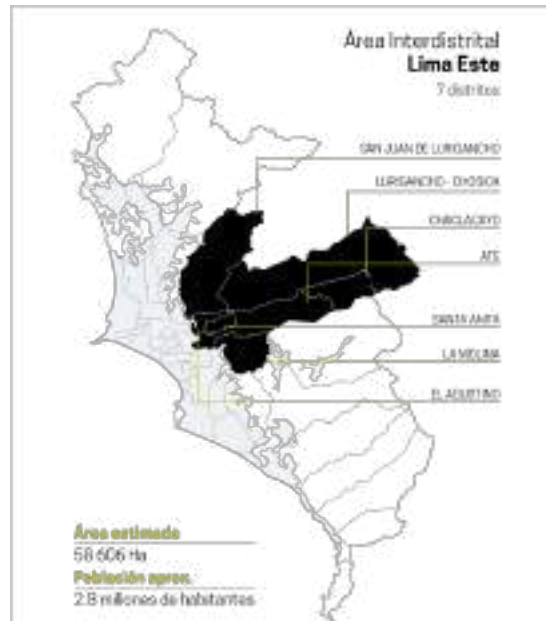 Área Interdistrital
Lima Este
7 distritos
SAN JUAN DE LURIGANCHO
LURIGANCHO - CHOSICA
CHACLACAYO
ATE
SANTA ANITA
LA MOLINA
EL AGUSTINO
Área estimada
58 606 Ha
Población aprox.
2.8 millones de habitantes